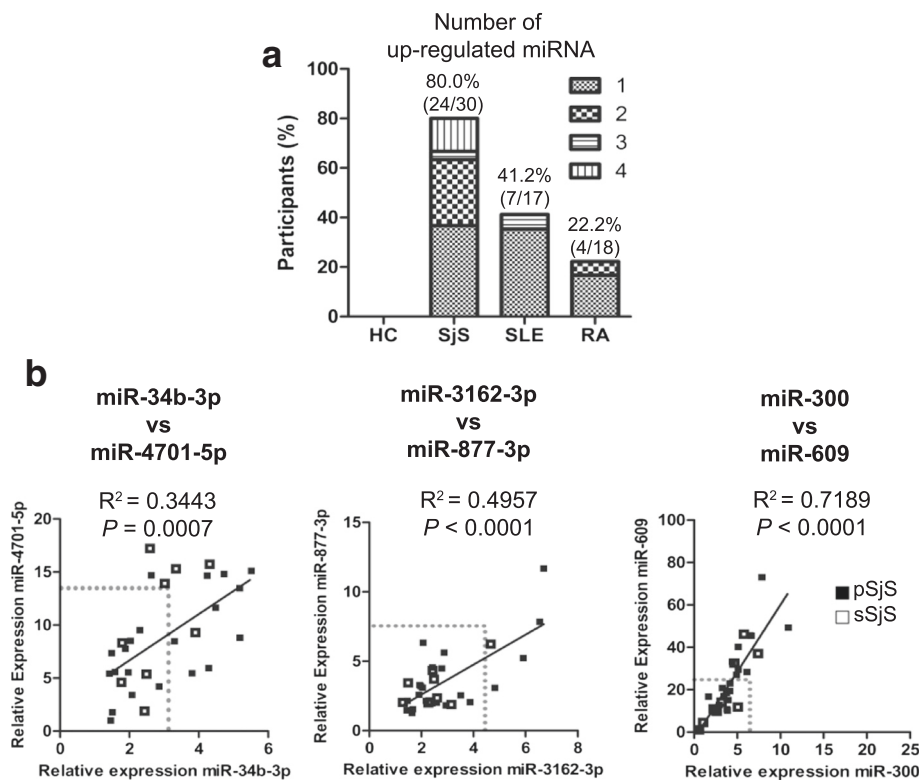 Number of
up-regulated miRNA
a
100
80
60
40
20
0
Participants (%)
80.0%
(24/30)
41.2%
(7/17)
22.2%
(4/18)
1
2
3
4
HC
SjS
SLE
RA
b
miR-34b-3p
vs
miR-4701-5p
R² = 0.3443
P = 0.0007
Relative Expression miR-4701-5p
20
15
10
5
0
0
2
4
6
Relative expression miR-34b-3p
miR-3162-3p
vs
miR-877-3p
R² = 0.4957
P < 0.0001
Relative Expression miR-877-3p
15
10
5
0
0
2
4
6
8
Relative expression miR-3162-3p
miR-300
vs
miR-609
R² = 0.7189
P < 0.0001
Relative Expression miR-609
100
80
60
40
20
0
0
5
10
15
20
25
Relative expression miR-300
pSjS
sSjS